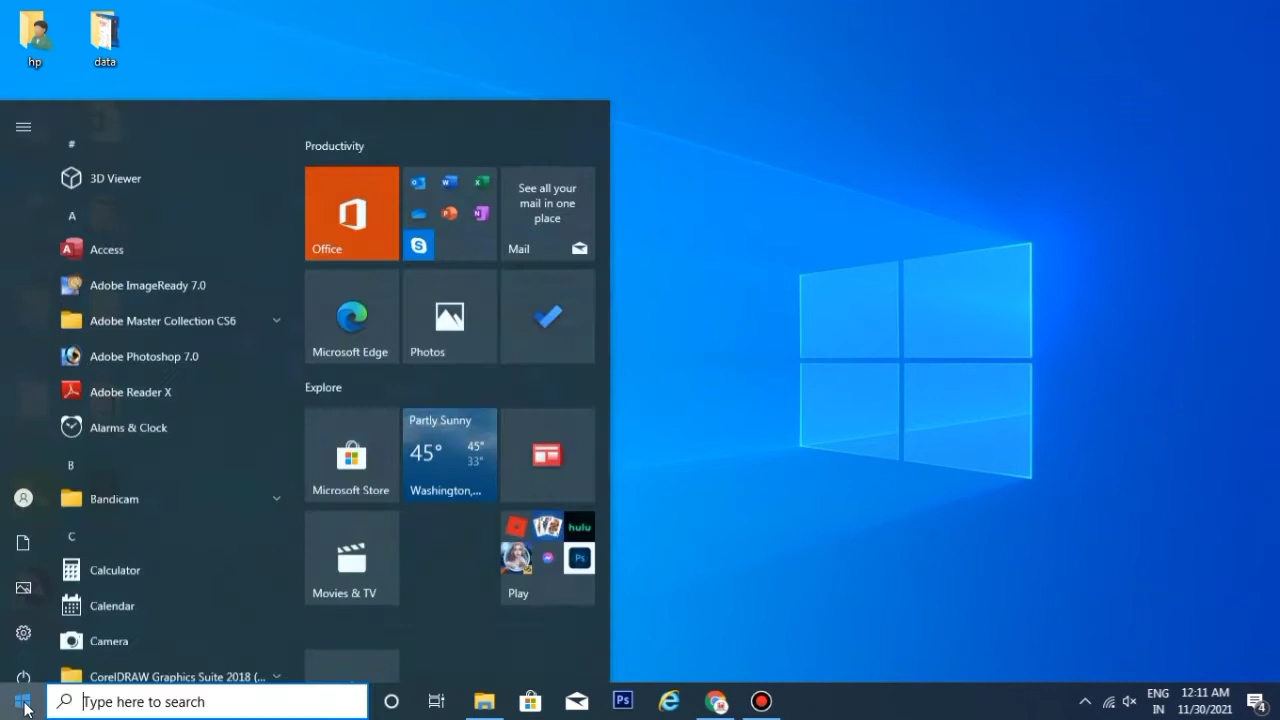 hp
data
#
3D Viewer
A
Access
Adobe ImageReady 7.0
Adobe Master Collection CS6
Adobe Photoshop 7.0
Adobe Reader X
Alarms & Clock
B
Bandicam
C
Calculator
Calendar
Camera
CorelDRAW Graphics Suite 2018 (...
Productivity
Office
See all your
mail in one
place
Mail
Microsoft Edge
Photos
Explore
Microsoft Store
Partly Sunny
45°
45°
33°
Washington,...
Movies & TV
hulu
Ps
Play
Type here to search
Ps
ENG
IN
12:11 AM
11/30/2021
4